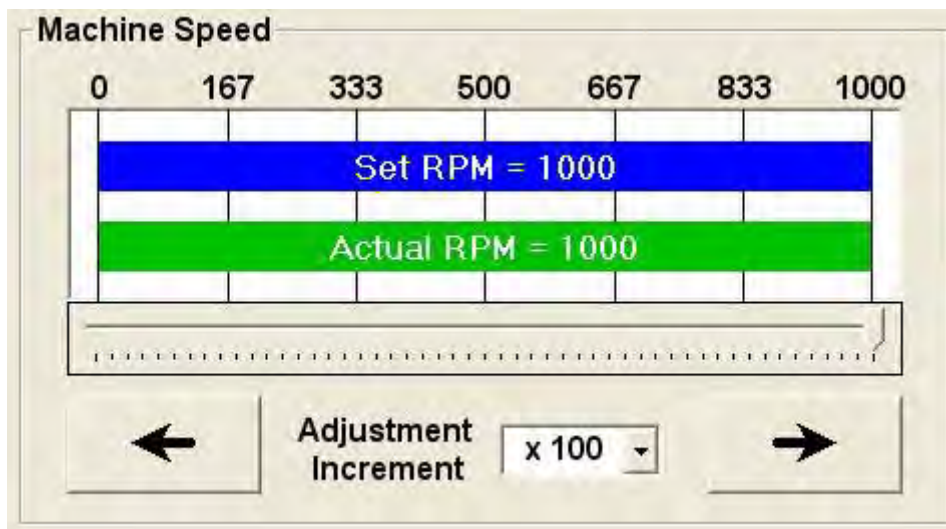 Machine Speed
0 167 333 500 667 833 1000
Set RPM = 1000
Actual RPM = 1000
Adjustment
Increment
x 100